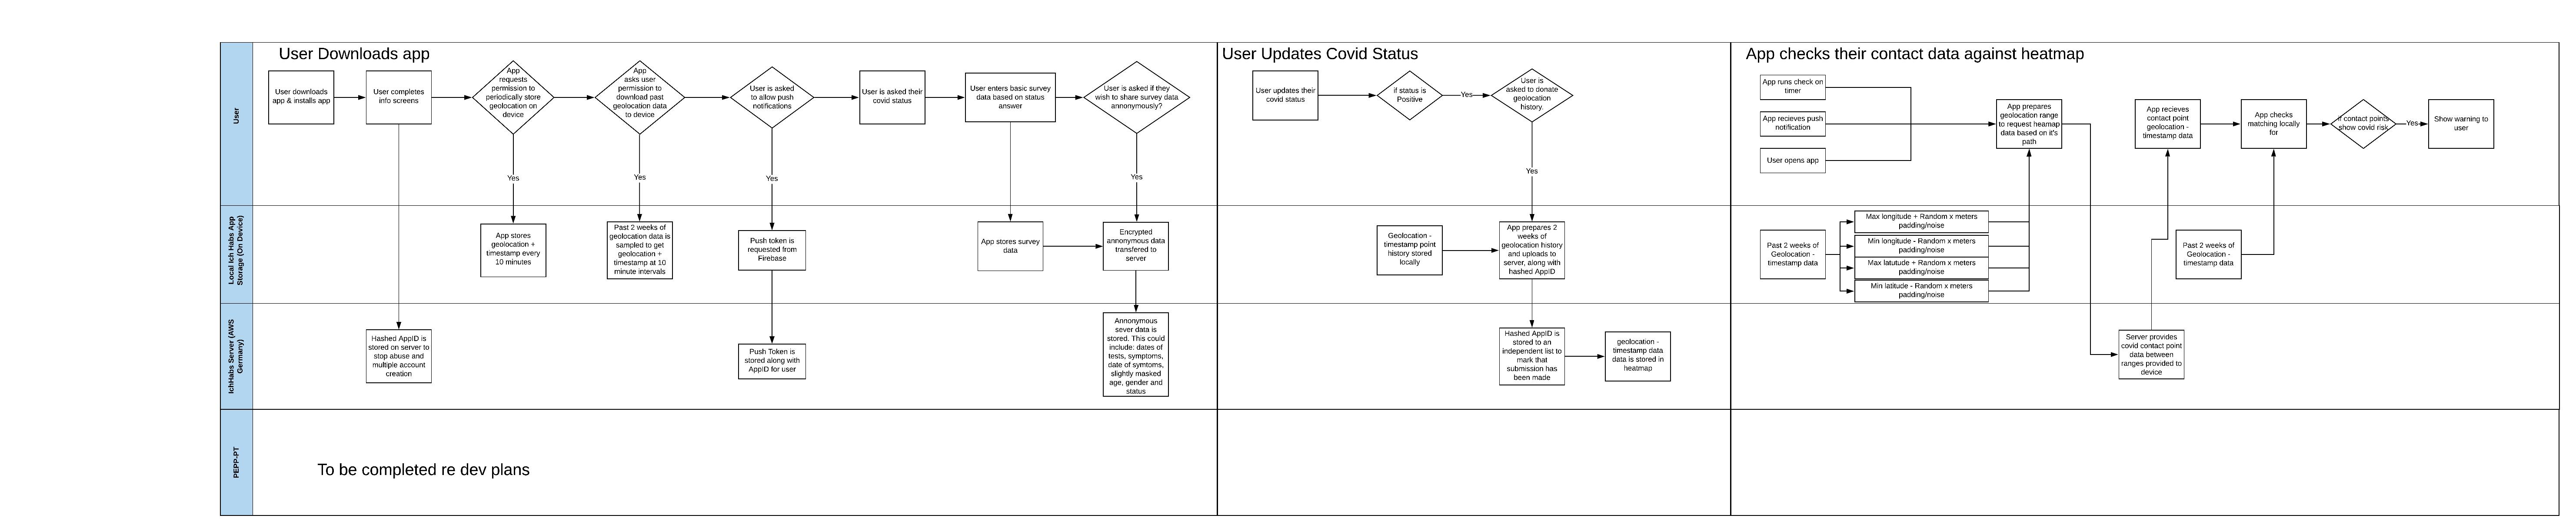 User Downloads app
User Updates Covid Status
App checks their contact data against heatmap
User
User downloads
app & installs app
User completes
info screens
App
requests
permission to
periodically store
geolocation on
device
App
asks user
permission to
download past
geolocation data
to device
User is asked
to allow push
notifications
User is asked their
covid status
User enters basic survey
data based on status
answer
User is asked if they
wish to share survey data
annonymously?
Yes
Yes
Yes
Yes
User updates their
covid status
if status is
Positive
Yes
User is
asked to donate
geolocation
history.
Yes
App runs check on
timer
App recieves push
notification
User opens app
App prepares
geolocation range
to request heamap
data based on it's
path
App recieves
contact point
geolocation -
timestamp data
App checks
matching locally
for
if contact points
show covid risk
Yes
Show warning to
user
Local Ich Habs App
Storage (On Device)
App stores
geolocation +
timestamp every
10 minutes
Past 2 weeks of
geolocation data is
sampled to get
geolocation +
timestamp at 10
minute intervals
Push token is
requested from
Firebase
App stores survey
data
Encrypted
anonymous data
transfered to
server
Geolocation -
timestamp point
history stored
locally
App prepares 2
weeks of
geolocation history
and uploads to
server, along with
hashed AppID
Past 2 weeks of
Geolocation -
timestamp data
Max longitude + Random x meters
padding/noise
Min longitude - Random x meters
padding/noise
Max latutude + Random x meters
padding/noise
Min latitude - Random x meters
padding/noise
Past 2 weeks of
Geolocation -
timestamp data
IchHabs Server (AWS
Germany)
Hashed AppID is
stored on server to
stop abuse and
multiple account
creation
Push Token is
stored along with
AppID for user
Annonymous
sever data is
stored. This could
include: dates of
tests, symptoms,
date of symtoms,
slightly masked
age, gender and
status
Hashed AppID is
stored to an
independent list to
mark that
submission has
been made
geolocation -
timestamp data
data is stored in
heatmap
Server provides
covid contact point
data between
ranges provided to
device
PEPP-PT
To be completed re dev plans